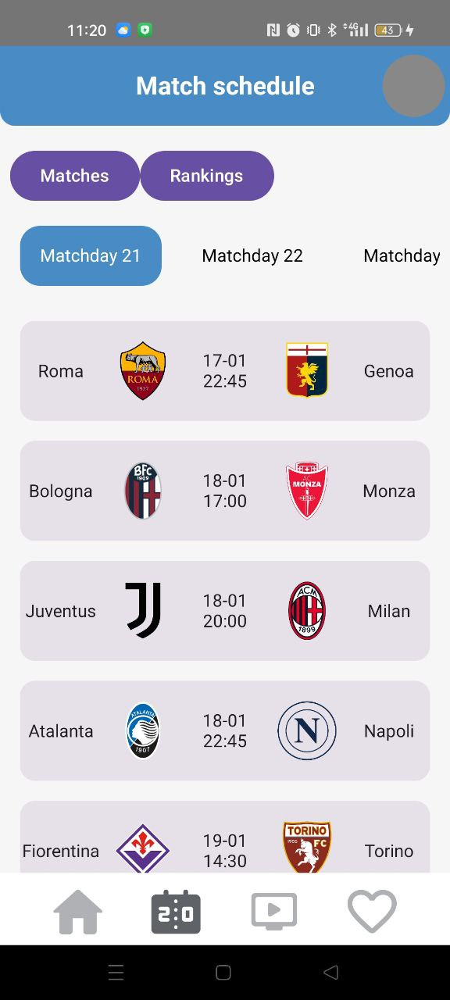 11:20
4G
43
Match schedule
Matches
Rankings
Matchday 21
Matchday 22
Matchday
Roma
ROMA
1927
17-01
22:45
Genoa
Bologna
BFC
1909
18-01
17:00
AC
MONZA
Monza
Juventus
18-01
20:00
ACM
1899
Milan
Atalanta
ATALANTA
1907
18-01
22:45
N
Napoli
Fiorentina
19-01
14:30
TORINO
1906
FC
Torino
2:0